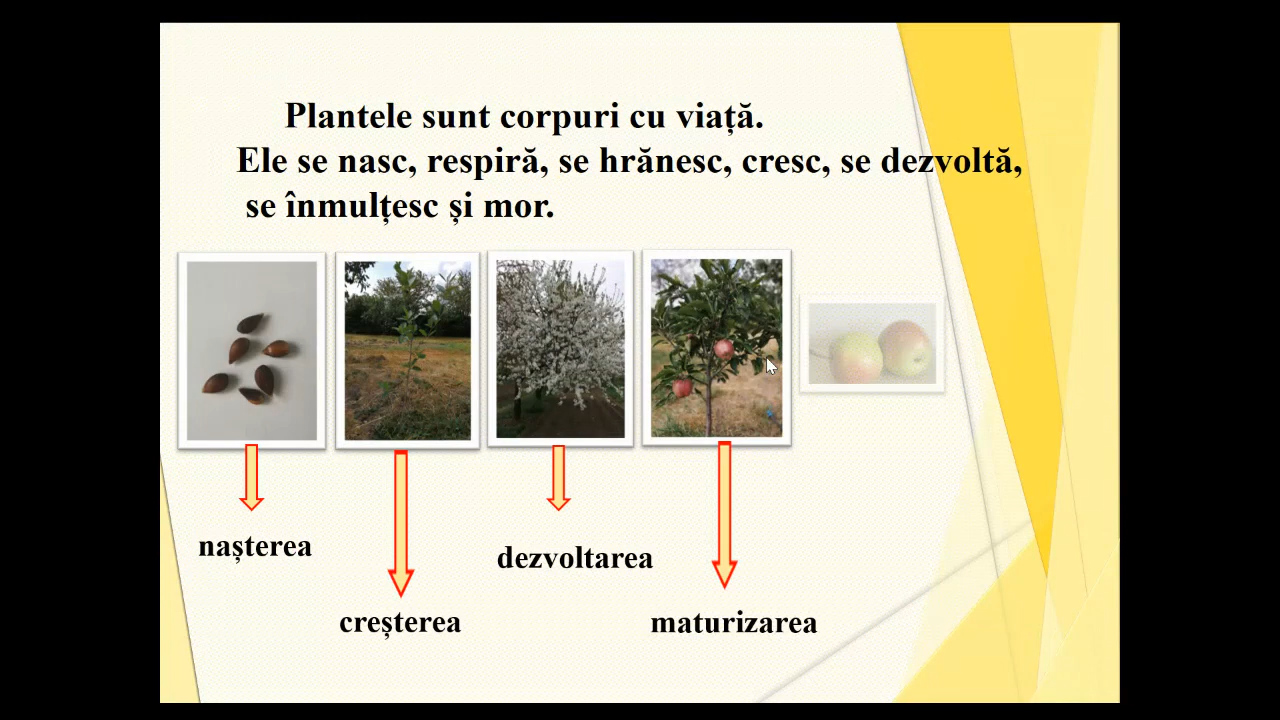 Plantele sunt corpuri cu viață.
Ele se nasc, respiră, se hrănesc, cresc, se dezvoltă,
se înmulțesc și mor.
nașterea
dezvoltarea
creșterea
maturizarea